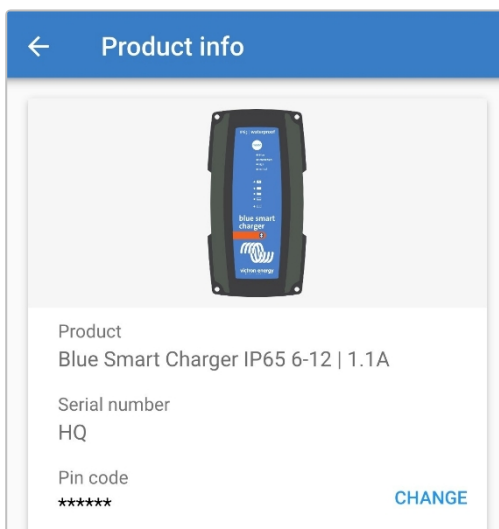 Product info
blue smart
charger
victron energy
Product
Blue Smart Charger IP65 6-12 | 1.1A
Serial number
HQ
Pin code
******
CHANGE